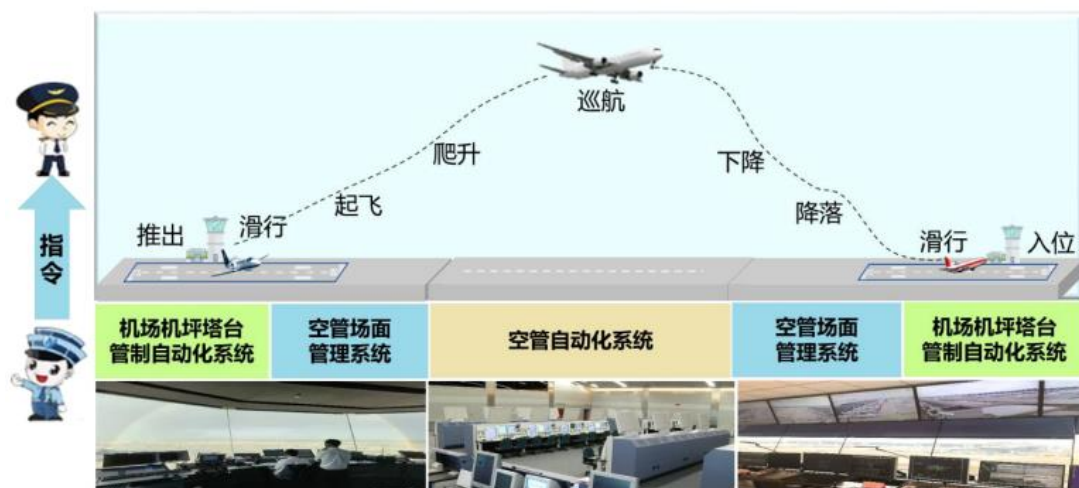 巡航
爬升
下降
起飞
降落
推出
滑行
滑行
入位
指令
机场机坪塔台
管制自动化系统
空管场面
管理系统
空管自动化系统
空管场面
管理系统
机场机坪塔台
管制自动化系统